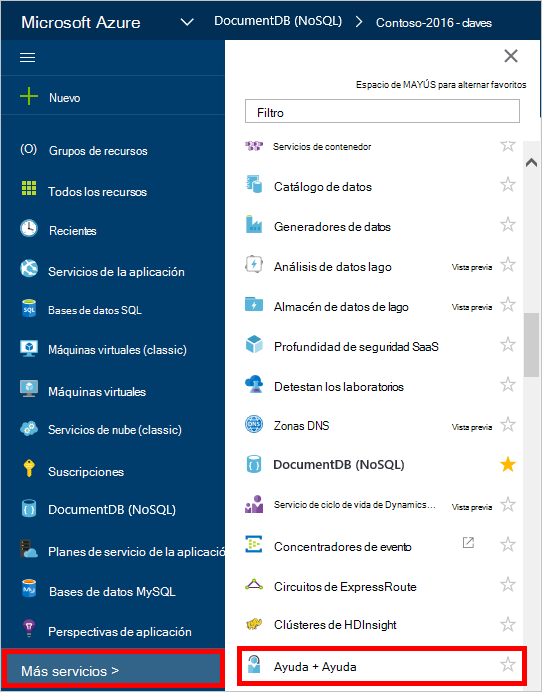 Microsoft Azure
DocumentDB (NoSQL)
Contoso-2016 - claves
Nuevo
(O) Grupos de recursos
Todos los recursos
Recientes
Servicios de la aplicación
SQL Bases de datos SQL
Máquinas virtuales (classic)
Máquinas virtuales
Servicios de nube (classic)
Suscripciones
DocumentDB (NoSQL)
Planes de servicio de la aplicació
My Bases de datos MySQL
Perspectivas de aplicación
Más servicios >
Espacio de MAYÚS para alternar favoritos
Filtro
Servicios de contenedor
Catálogo de datos
Generadores de datos
Análisis de datos lago Vista previa
Almacén de datos de lago Vista previa
Profundidad de seguridad SaaS
Detestan los laboratorios
DNS Zonas DNS Vista previa
DocumentDB (NoSQL)
Servicio de ciclo de vida de Dynamics... Vista previa
Concentradores de evento
Circuitos de ExpressRoute
Clústeres de HDInsight
Ayuda + Ayuda